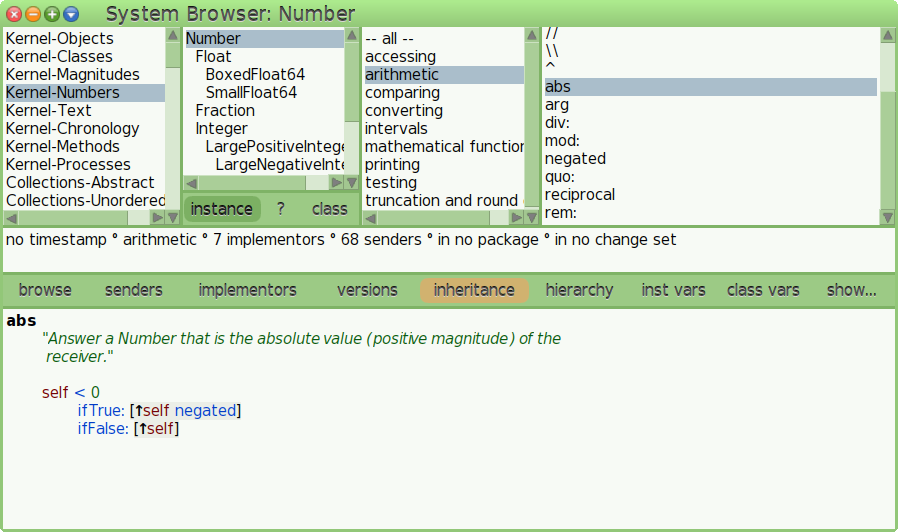 System Browser: Number
Kernel-Objects
Kernel-Classes
Kernel-Magnitudes
Kernel-Numbers
Kernel-Text
Kernel-Chronology
Kernel-Methods
Kernel-Processes
Collections-Abstract
Collections-Unordered
Number
Float
BoxedFloat64
SmallFloat64
Fraction
Integer
LargePositiveIntege
LargeNegativeInte
instance ? class
-- all --
accessing
arithmetic
comparing
converting
intervals
mathematical function
printing
testing
truncation and round
//
\\
^
abs
arg
div:
mod:
negated
quo:
reciprocal
rem:
no timestamp ° arithmetic ° 7 implementors ° 68 senders ° in no package ° in no change set
browse senders implementors versions inheritance hierarchy inst vars class vars show...
abs
"Answer a Number that is the absolute value (positive magnitude) of the
receiver."
self < 0
ifTrue: [↑self negated]
ifFalse: [↑self]